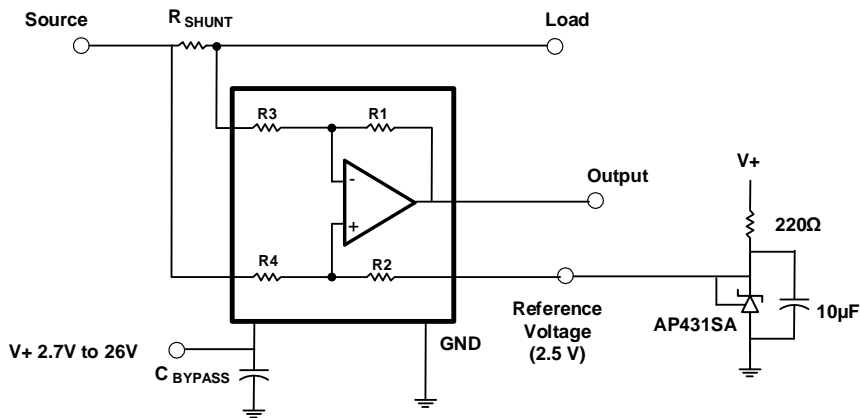 Source
R SHUNT
Load
R3
R1
-
+
Output
R4
R2
V+
220Ω
Reference
Voltage
(2.5 V)
AP431SA
10µF
V+ 2.7V to 26V
C BYPASS
GND